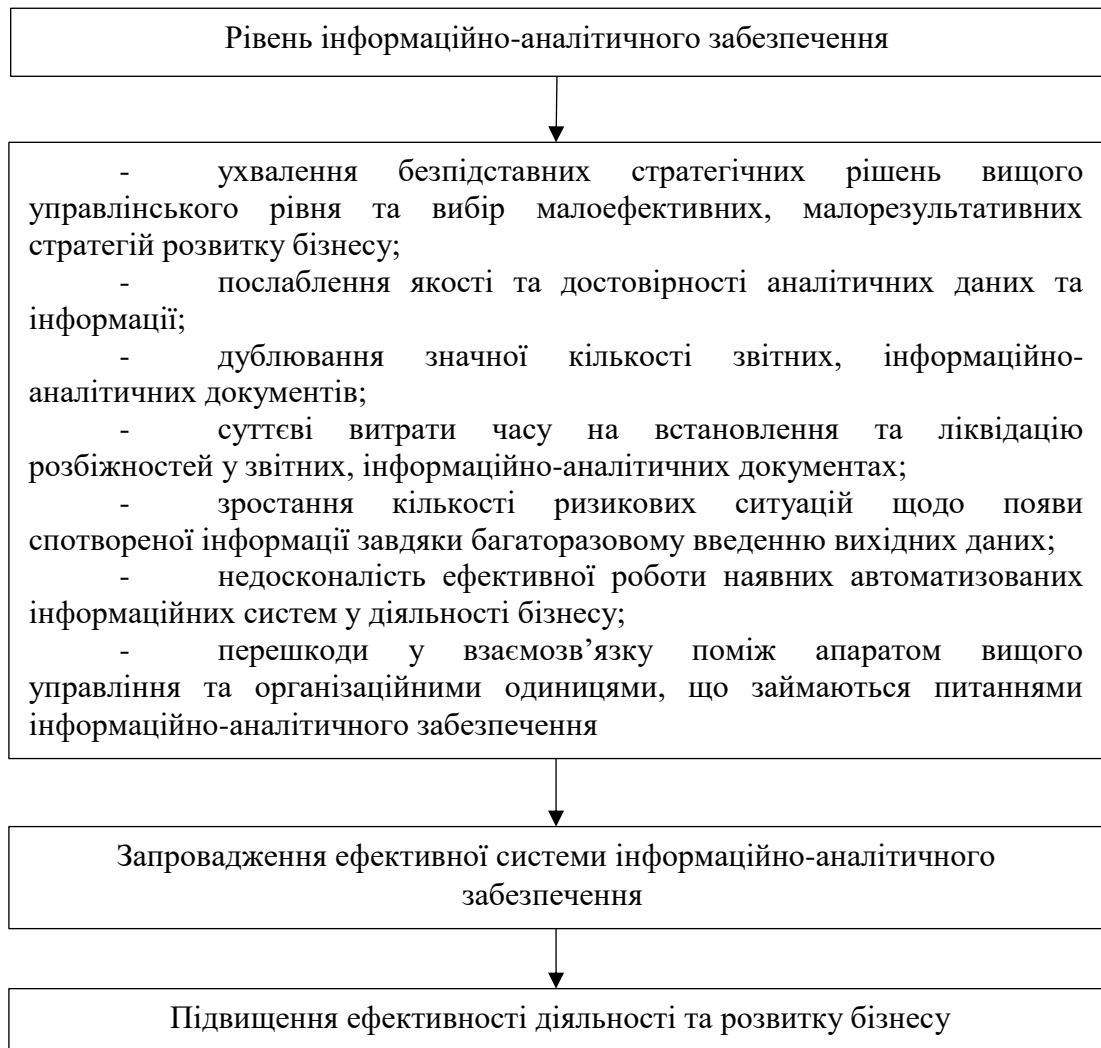 Рівень інформаційно-аналітичного забезпечення
- ухвалення безпідставних стратегічних рішень вищого
управлінського рівня та вибір малоефективних, малорезультативних
стратегій розвитку бізнесу;
- послаблення якості та достовірності аналітичних даних та
інформації;
- дублювання значної кількості звітних, інформаційно-
аналітичних документів;
- суттєві витрати часу на встановлення та ліквідацію
розбіжностей у звітних, інформаційно-аналітичних документах;
- зростання кількості ризикових ситуацій щодо появи
спотвореної інформації завдяки багаторазовому введенню вихідних даних;
- недосконалість ефективної роботи наявних автоматизованих
інформаційних систем у діяльності бізнесу;
- перешкоди у взаємозв’язку поміж апаратом вищого
управління та організаційними одиницями, що займаються питаннями
інформаційно-аналітичного забезпечення
Запровадження ефективної системи інформаційно-аналітичного
забезпечення
Підвищення ефективності діяльності та розвитку бізнесу